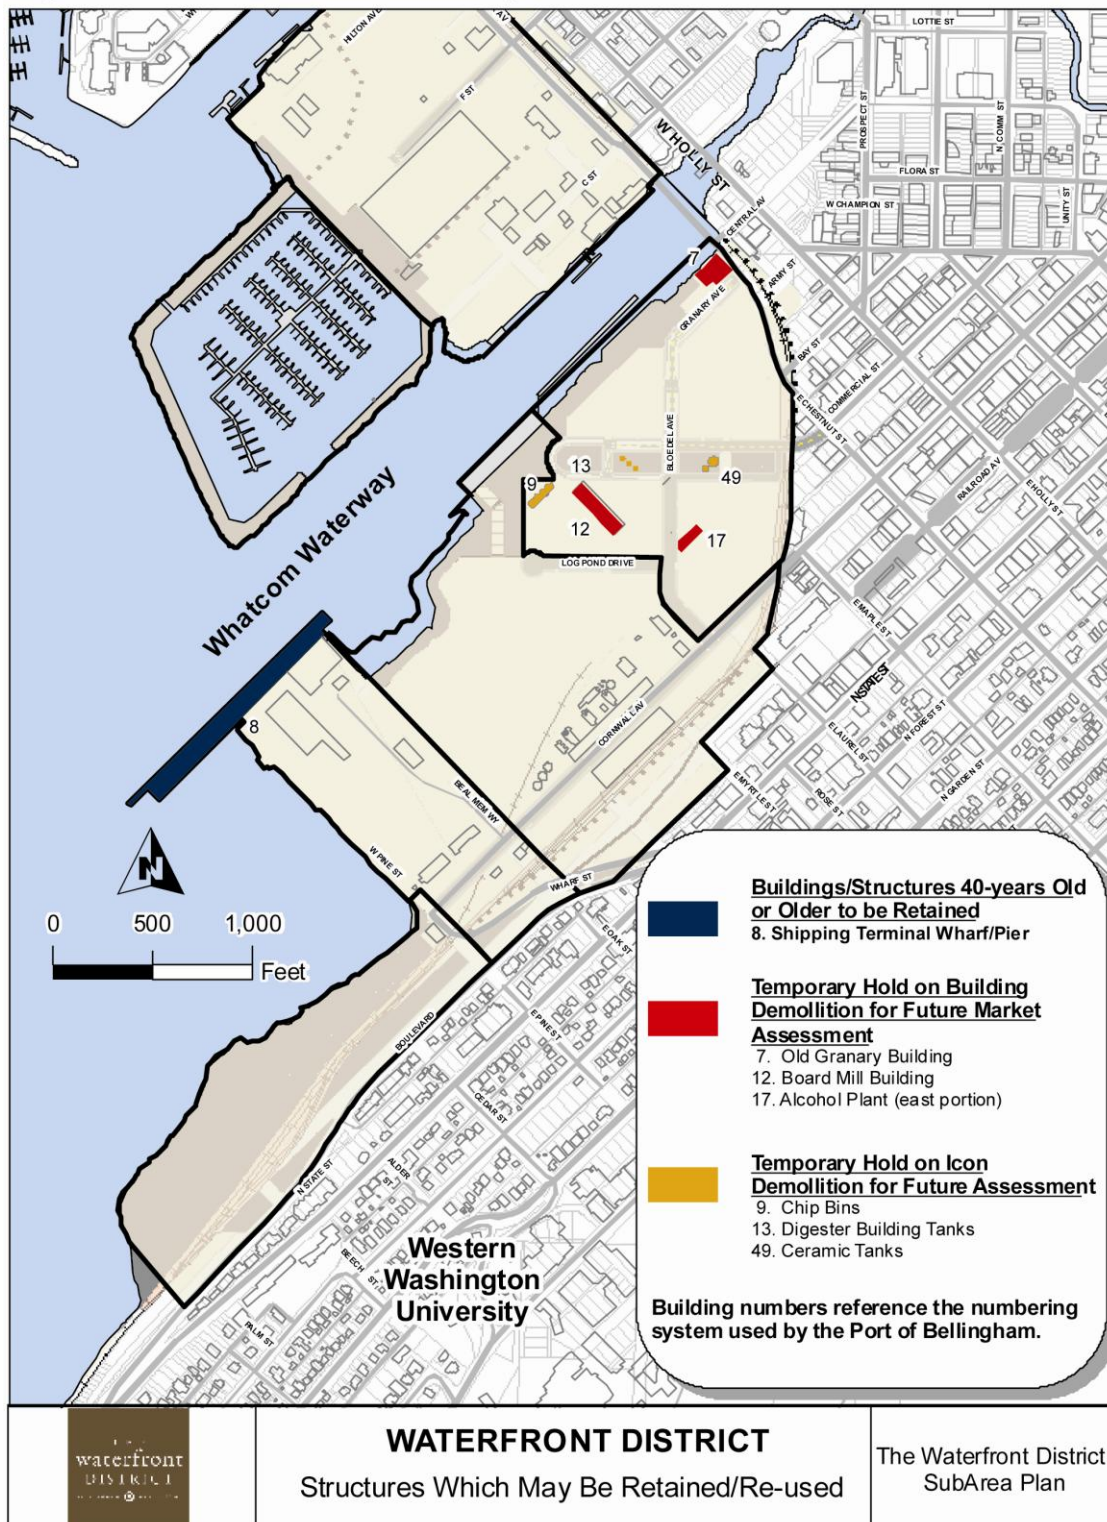 LOTTIE ST
HILTON AVE
F ST
C ST
W HOLLY ST
PROSPECT ST
N COMM ST
FLORA ST
UNITY ST
W CHAMPION ST
CENTRAL AV
ARMY ST
7
GRANARY AVE
BAY ST
COMMERCIAL ST
E CHESTNUT ST
BLOEDEL AVE
RAILROAD AV
E HOLLY ST
13
49
9
12
17
LOG POND DRIVE
Whatcom Waterway
E MAPLE ST
N STATE ST
E LAUREL ST
N FOREST ST
N GARDEN ST
E MYRTLE ST
ROSE ST
CORNWALL AV
8
BEAL MEM WY
W PINE ST
WHARF ST
E OAK ST
E PINE ST
BOULEVARD
CEDAR ST
N STATE ST
ALDER ST
BEECH ST
PALM ST
N
0 500 1,000
Feet
Western
Washington
University
Buildings/Structures 40-years Old
or Older to be Retained
8. Shipping Terminal Wharf/Pier
Temporary Hold on Building
Demollition for Future Market
Assessment
7. Old Granary Building
12. Board Mill Building
17. Alcohol Plant (east portion)
Temporary Hold on Icon
Demollition for Future Assessment
9. Chip Bins
13. Digester Building Tanks
49. Ceramic Tanks
Building numbers reference the numbering
system used by the Port of Bellingham.
waterfront
DISTRICT
WATERFRONT DISTRICT
Structures Which May Be Retained/Re-used
The Waterfront District
SubArea Plan